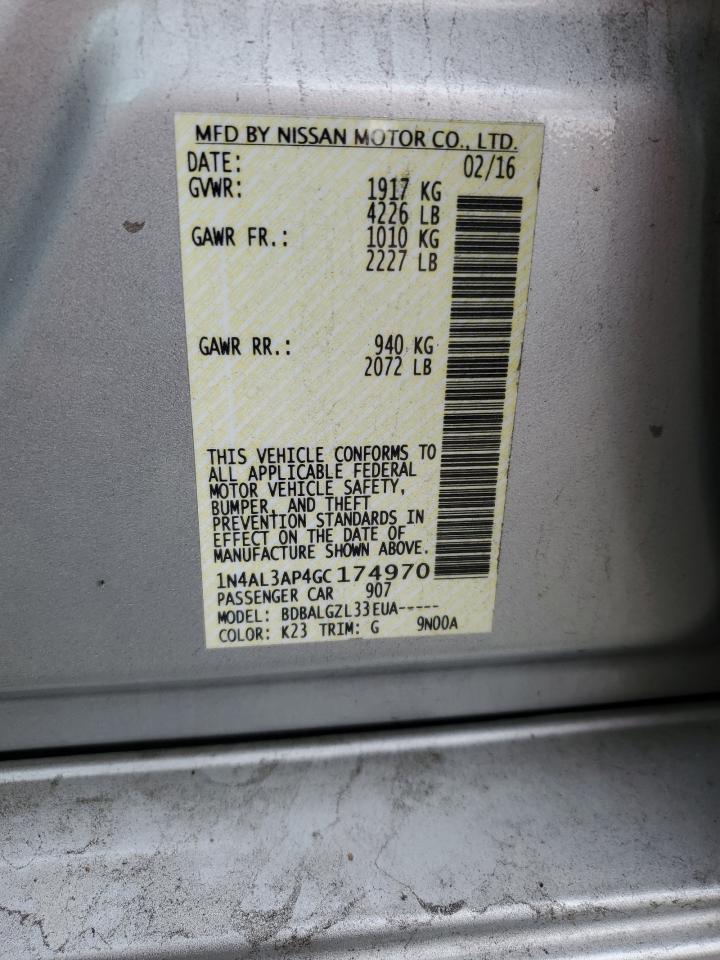 MFD BY NISSAN MOTOR CO., LTD.
DATE: 02/16
GVWR: 1917 KG
4226 LB
GAWR FR.: 1010 KG
2227 LB
GAWR RR.: 940 KG
2072 LB
THIS VEHICLE CONFORMS TO
ALL APPLICABLE FEDERAL
MOTOR VEHICLE SAFETY,
BUMPER, AND THEFT
PREVENTION STANDARDS IN
EFFECT ON THE DATE OF
MANUFACTURE SHOWN ABOVE.
1N4AL3AP4GC174970
PASSENGER CAR 907
MODEL: BDBALGZL33EUA-----
COLOR: K23 TRIM: G 9N00A